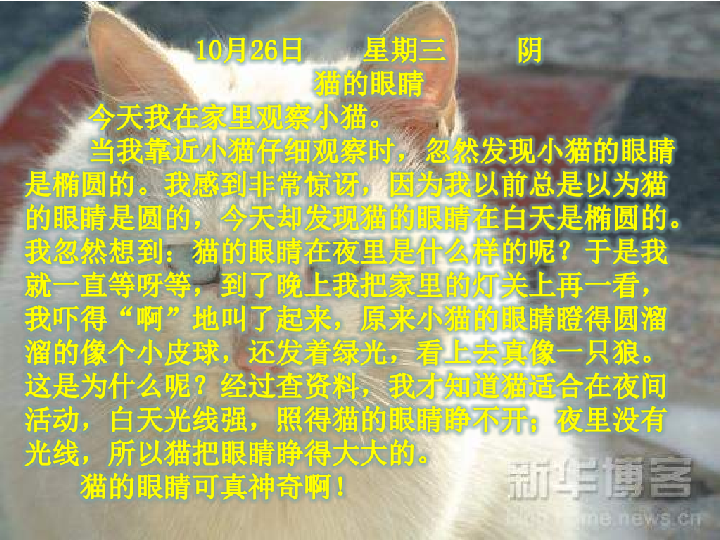 10月26日 星期三 阴
猫的眼睛
今天我在家里观察小猫。
当我靠近小猫仔细观察时，忽然发现小猫的眼睛
是椭圆的。我感到非常惊讶，因为我以前总是以为猫
的眼睛是圆的，今天却发现猫的眼睛在白天是椭圆的。
我忽然想到：猫的眼睛在夜里是什么样的呢？于是我
就一直等呀等，到了晚上我把家里的灯关上再一看，
我吓得“啊”地叫了起来，原来小猫的眼睛瞪得圆溜
溜的像个小皮球，还发着绿光，看上去真像一只狼。
这是为什么呢？经过查资料，我才知道猫适合在夜间
活动，白天光线强，照得猫的眼睛睁不开；夜里没有
光线，所以猫把眼睛睁得大大的。
猫的眼睛可真神奇啊！
新华博客
home.news.cn